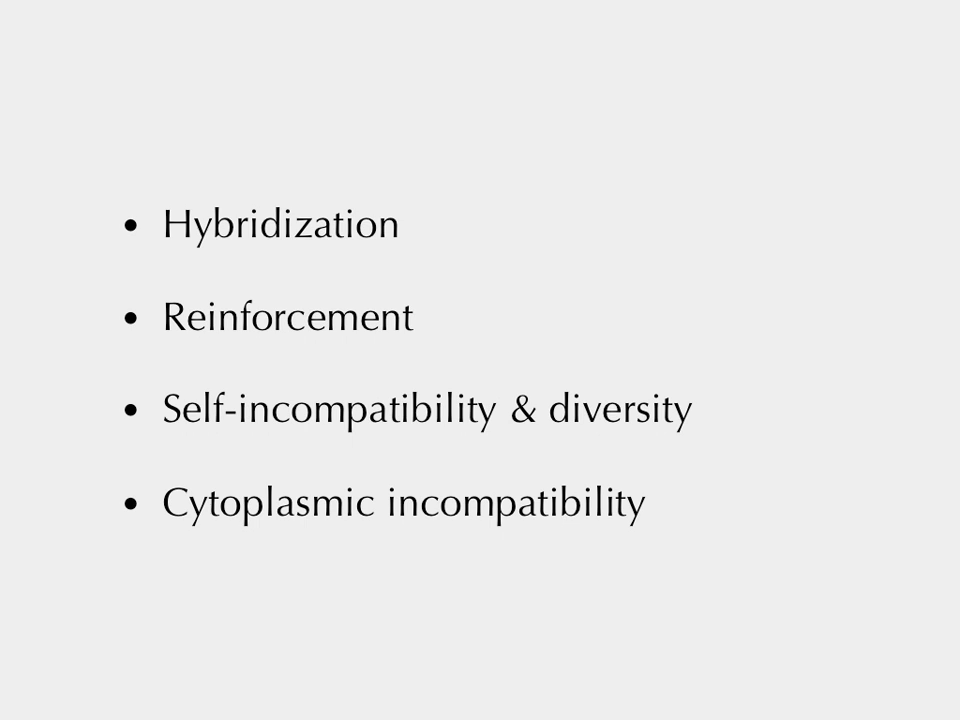 • Hybridization
• Reinforcement
• Self-incompatibility & diversity
• Cytoplasmic incompatibility